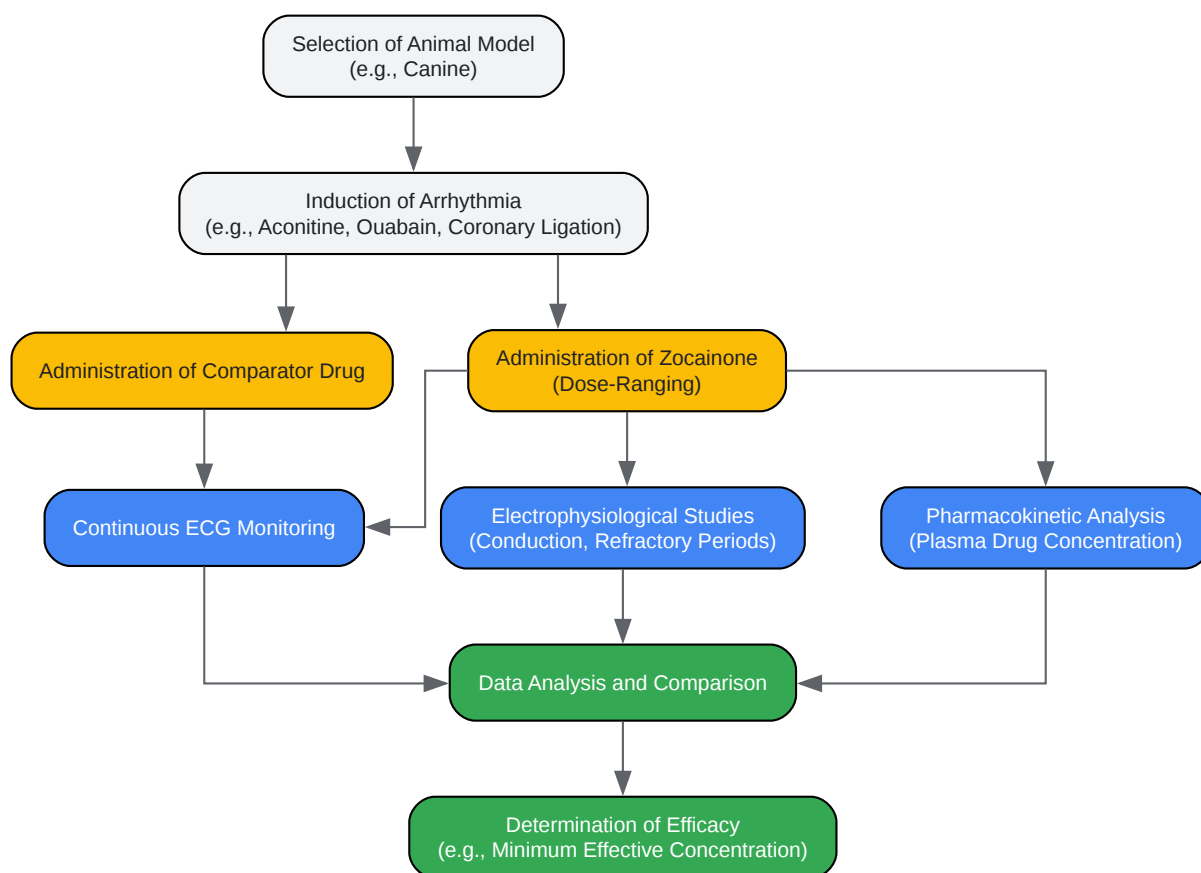 Selection of Animal Model
(e.g., Canine)
Induction of Arrhythmia
(e.g., Aconitine, Ouabain, Coronary Ligation)
Administration of Comparator Drug
Administration of Zocainone
(Dose-Ranging)
Continuous ECG Monitoring
Electrophysiological Studies
(Conduction, Refractory Periods)
Pharmacokinetic Analysis
(Plasma Drug Concentration)
Data Analysis and Comparison
Determination of Efficacy
(e.g., Minimum Effective Concentration)